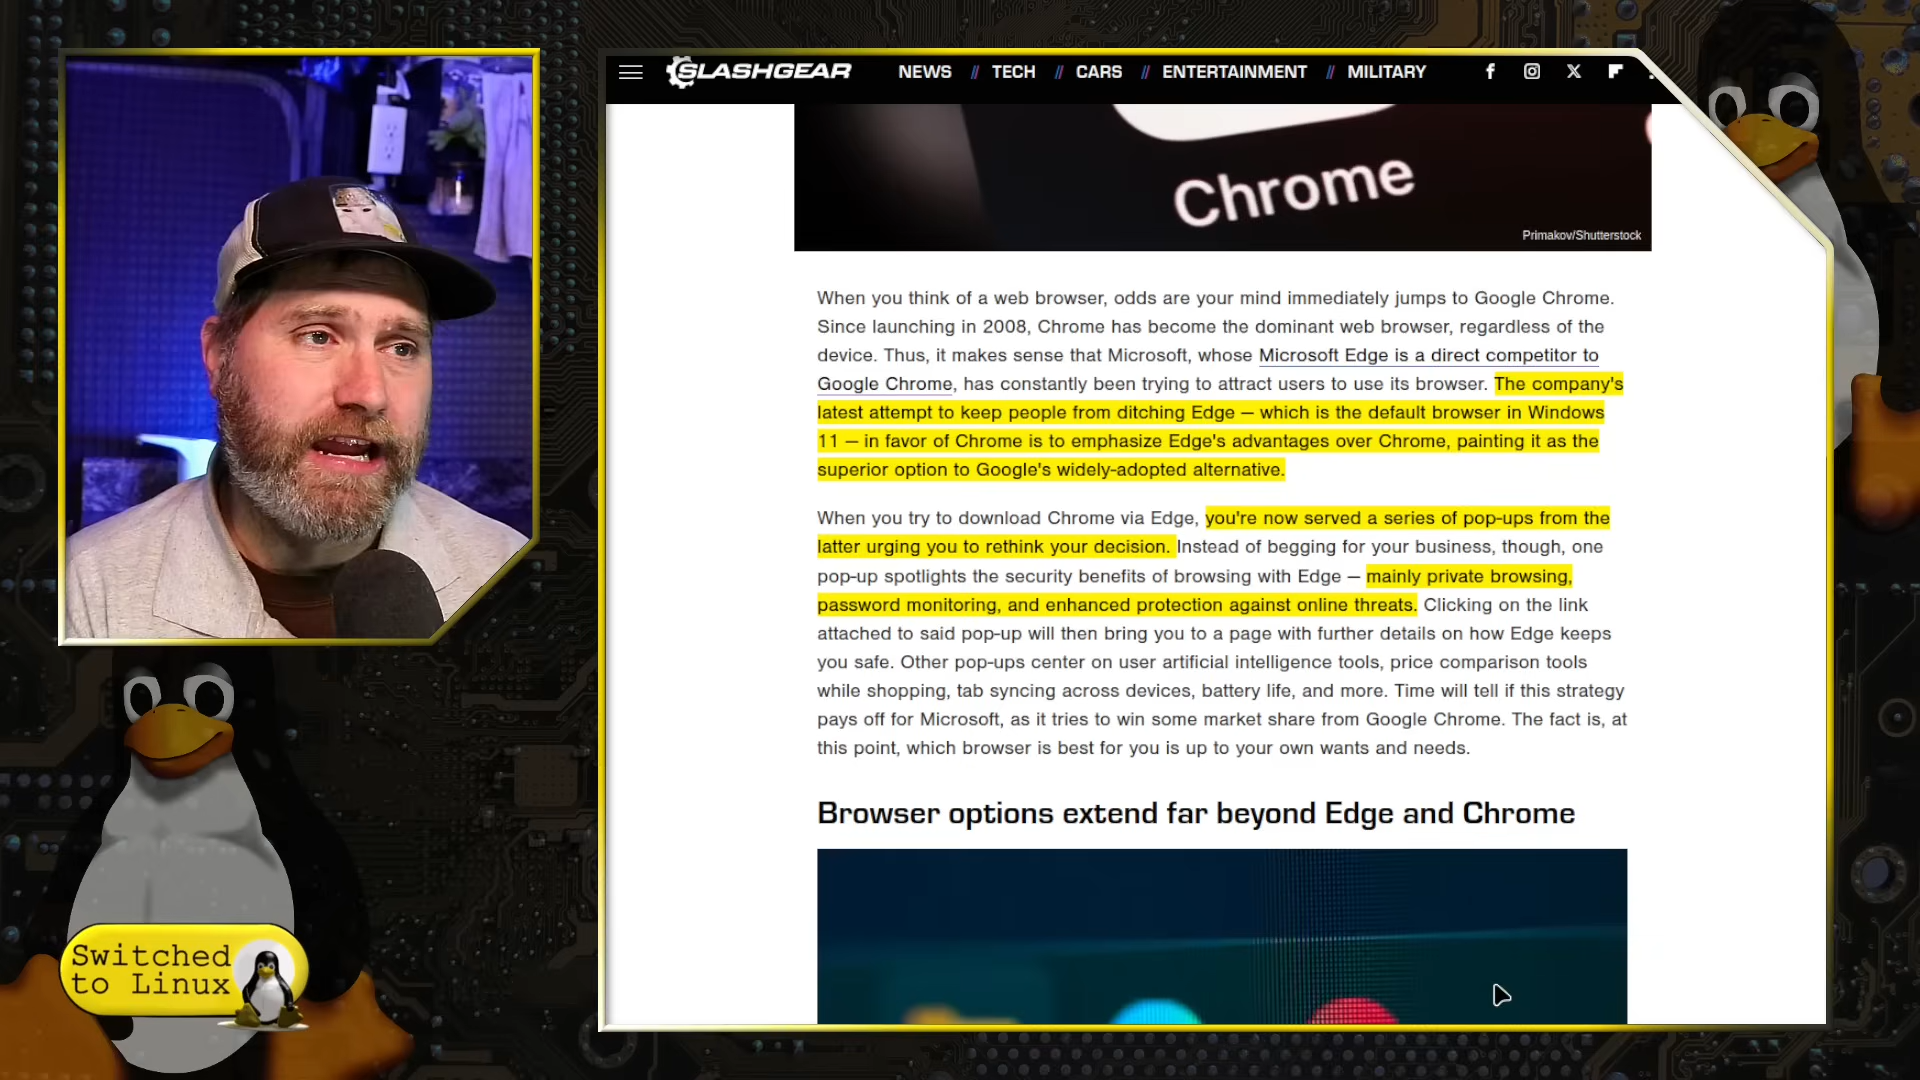 SLASHGEAR
NEWS // TECH // CARS // ENTERTAINMENT // MILITARY
Chrome
Primakov/Shutterstock
When you think of a web browser, odds are your mind immediately jumps to Google Chrome.
Since launching in 2008, Chrome has become the dominant web browser, regardless of the
device. Thus, it makes sense that Microsoft, whose Microsoft Edge is a direct competitor to
Google Chrome, has constantly been trying to attract users to use its browser. The company's
latest attempt to keep people from ditching Edge — which is the default browser in Windows
11 — in favor of Chrome is to emphasize Edge's advantages over Chrome, painting it as the
superior option to Google's widely-adopted alternative.
When you try to download Chrome via Edge, you're now served a series of pop-ups from the
latter urging you to rethink your decision. Instead of begging for your business, though, one
pop-up spotlights the security benefits of browsing with Edge — mainly private browsing,
password monitoring, and enhanced protection against online threats. Clicking on the link
attached to said pop-up will then bring you to a page with further details on how Edge keeps
you safe. Other pop-ups center on user artificial intelligence tools, price comparison tools
while shopping, tab syncing across devices, battery life, and more. Time will tell if this strategy
pays off for Microsoft, as it tries to win some market share from Google Chrome. The fact is, at
this point, which browser is best for you is up to your own wants and needs.
Browser options extend far beyond Edge and Chrome
Switched
to Linux